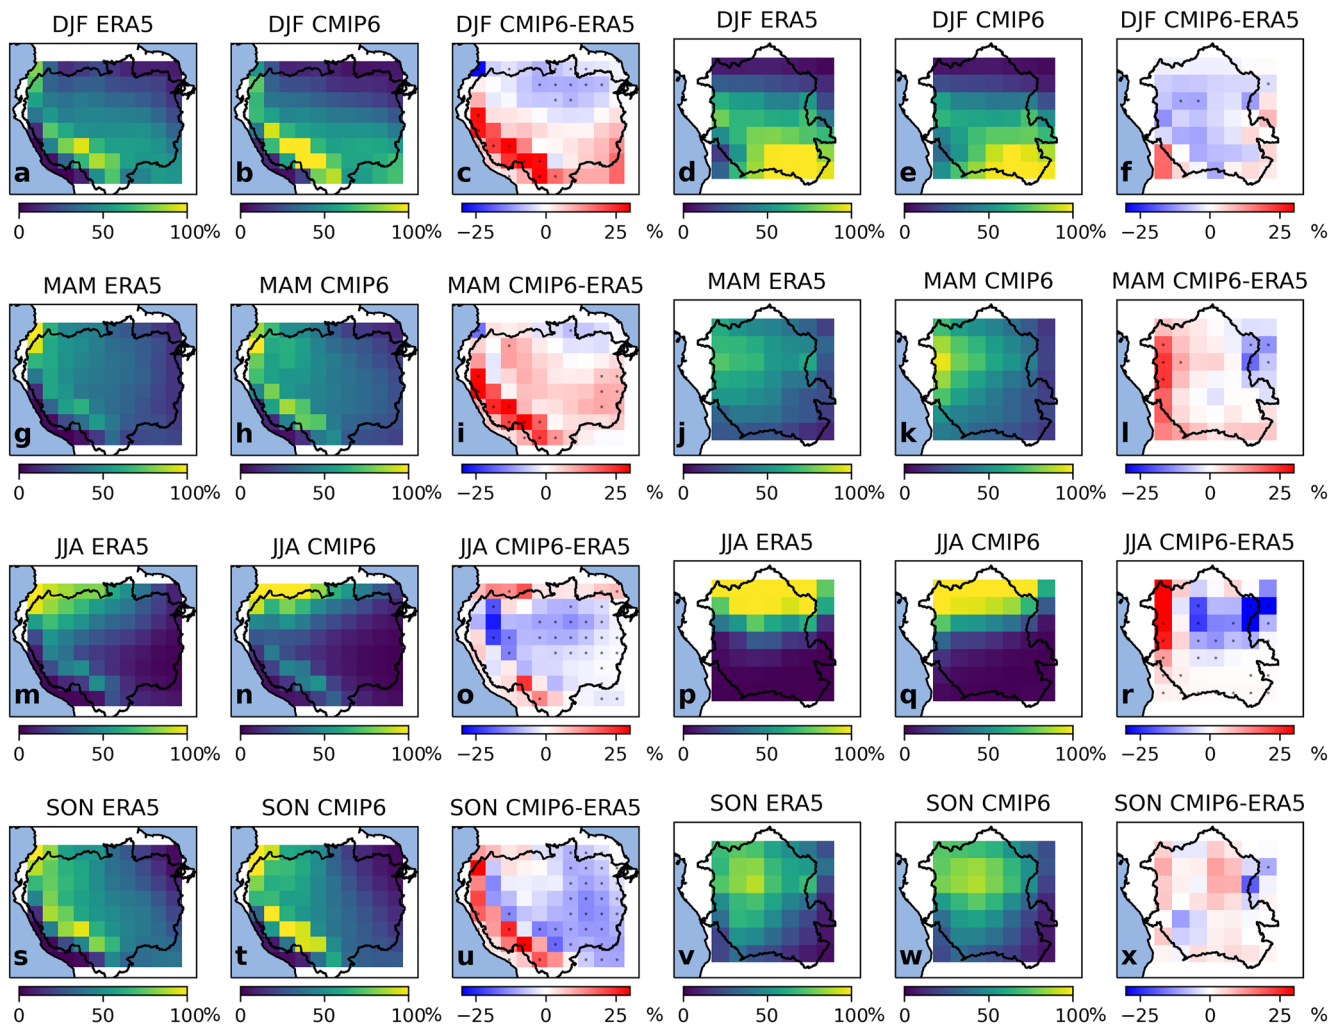 DJF ERA5 DJF CMIP6 DJF CMIP6-ERA5 DJF ERA5 DJF CMIP6 DJF CMIP6-ERA5
a b c d e f
0 50 100% 0 50 100% −25 0 25 % 0 50 100% 0 50 100% −25 0 25 %
MAM ERA5 MAM CMIP6 MAM CMIP6-ERA5 MAM ERA5 MAM CMIP6 MAM CMIP6-ERA5
g h i j k l
0 50 100% 0 50 100% −25 0 25 % 0 50 100% 0 50 100% −25 0 25 %
JJA ERA5 JJA CMIP6 JJA CMIP6-ERA5 JJA ERA5 JJA CMIP6 JJA CMIP6-ERA5
m n o p q r
0 50 100% 0 50 100% −25 0 25 % 0 50 100% 0 50 100% −25 0 25 %
SON ERA5 SON CMIP6 SON CMIP6-ERA5 SON ERA5 SON CMIP6 SON CMIP6-ERA5
s t u v w x
0 50 100% 0 50 100% −25 0 25 % 0 50 100% 0 50 100% −25 0 25 %